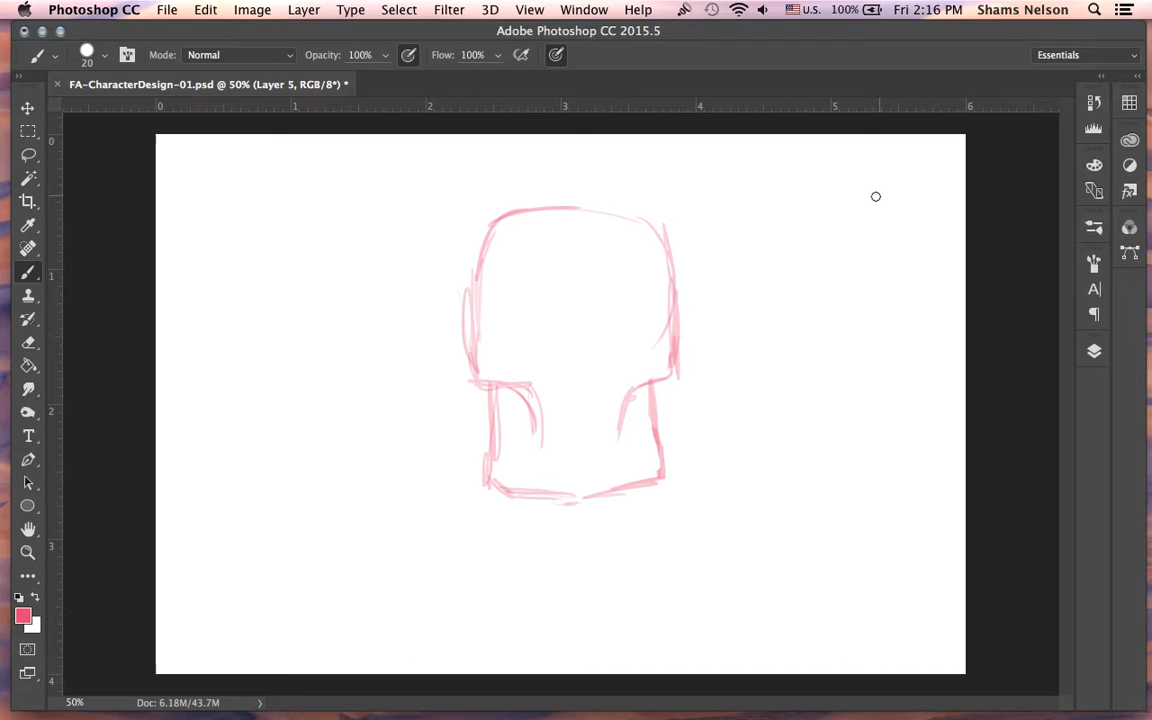 Photoshop CC File Edit Image Layer Type Select Filter 3D View Window Help U.S. 100% Fri 2:16 PM Shams Nelson
Adobe Photoshop CC 2015.5
20 Mode: Normal Opacity: 100% Flow: 100% Essentials
FA-CharacterDesign-01.psd @ 50% (Layer 5, RGB/8*) *
0 1 2 3 4 5 6
0
1
2
3
4
50% Doc: 6.18M/43.7M